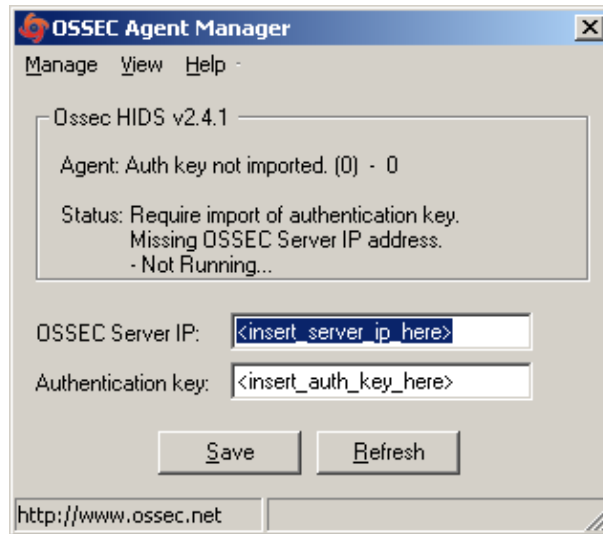 OSSEC Agent Manager
Manage View Help
Ossec HIDS v2.4.1
Agent: Auth key not imported. (0) - 0
Status: Require import of authentication key.
Missing OSSEC Server IP address.
- Not Running...
OSSEC Server IP: <insert_server_ip_here>
Authentication key: <insert_auth_key_here>
Save Refresh
http://www.ossec.net